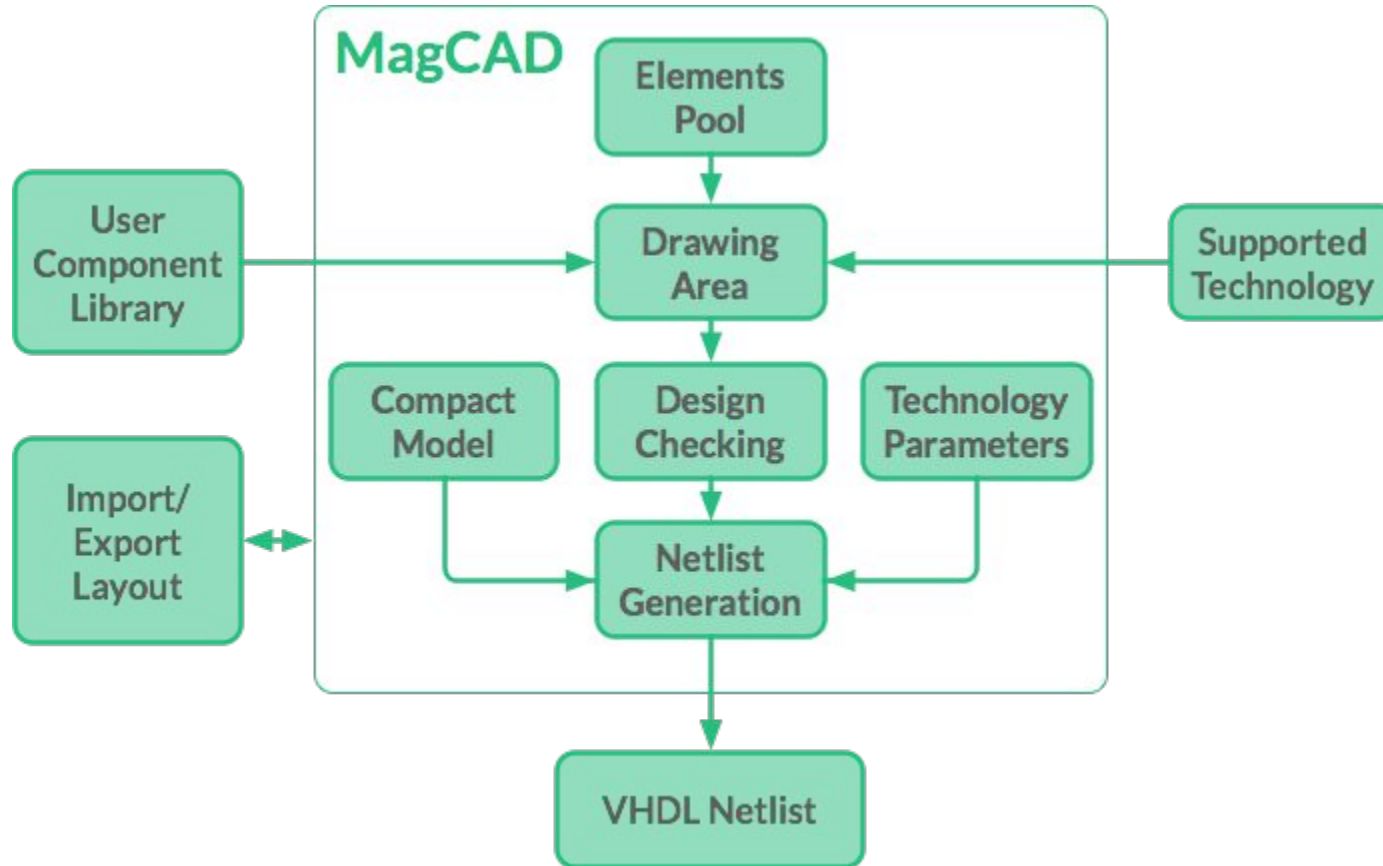 MagCAD
Elements
Pool
User
Component
Library
Drawing
Area
Supported
Technology
Compact
Model
Design
Checking
Technology
Parameters
Import/
Export
Layout
Netlist
Generation
VHDL Netlist